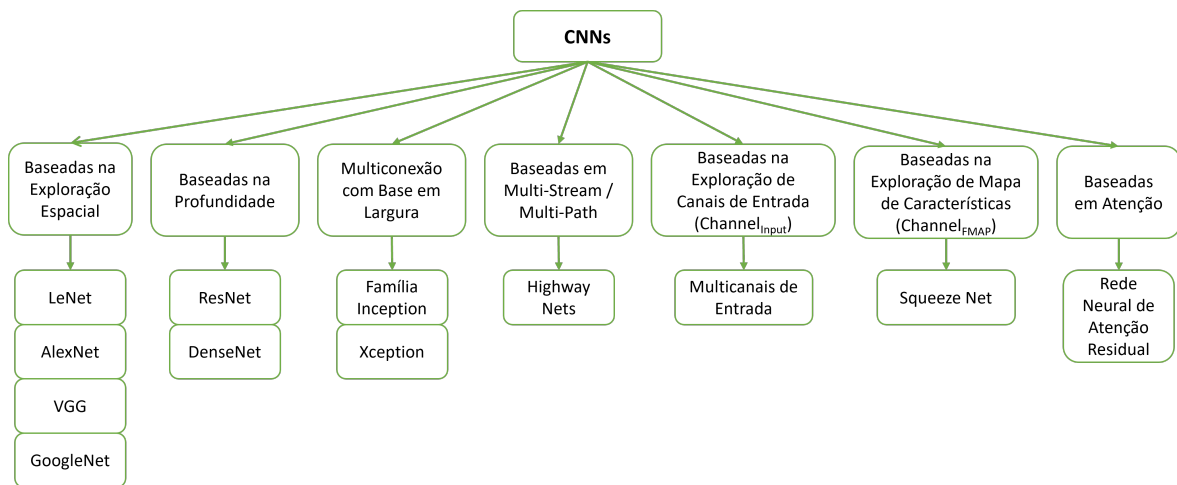 CNNs
Baseadas na
Exploração
Espacial
Baseadas na
Profundidade
Multiconexão
com Base em
Largura
Baseadas em
Multi-Stream /
Multi-Path
Baseadas na
Exploração de
Canais de Entrada
(Channel_Input)
Baseadas na
Exploração de Mapa
de Características
(Channel_FMAP)
Baseadas
em Atenção
LeNet
AlexNet
VGG
GoogleNet
ResNet
DenseNet
Família
Inception
Xception
Highway
Nets
Multicanais de
Entrada
Squeeze Net
Rede
Neural de
Atenção
Residual